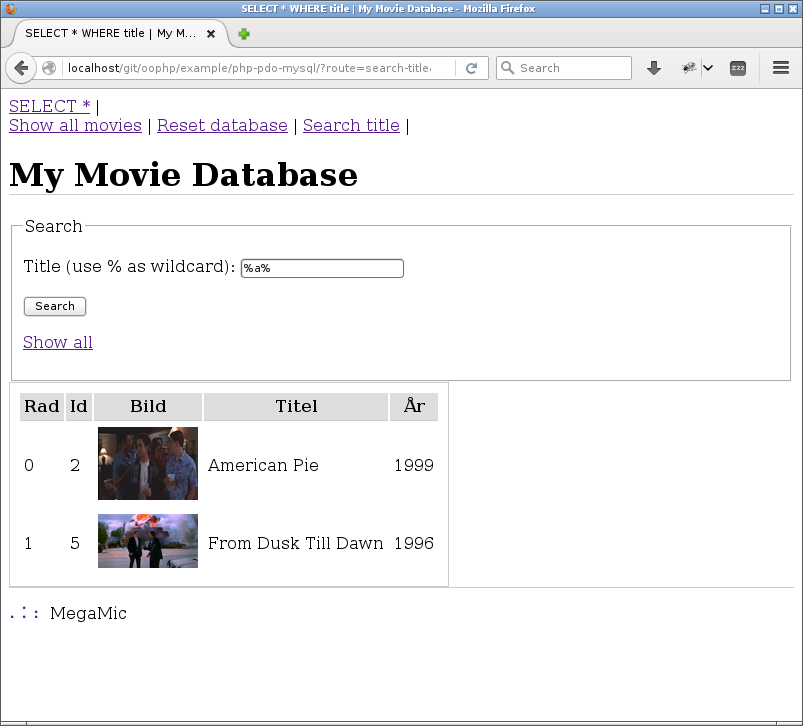 SELECT * WHERE title | My Movie Database - Mozilla Firefox
SELECT * WHERE title | My M...
localhost/git/oophp/example/php-pdo-mysql/?route=search-title
Search
zzz
SELECT * |
Show all movies | Reset database | Search title |
My Movie Database
Search
Title (use % as wildcard): %a%
Search
Show all
Rad Id Bild Titel År
0 2 American Pie 1999
1 5 From Dusk Till Dawn 1996
.:: MegaMic